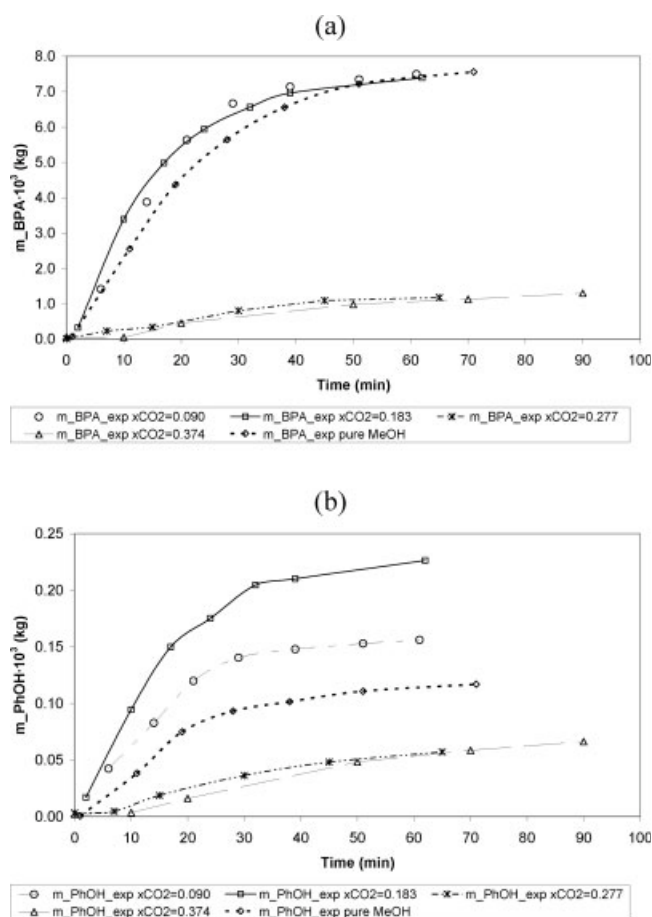 (a)
m_BPA·10³ (kg)
8.0
7.0
6.0
5.0
4.0
3.0
2.0
1.0
0.0
0 10 20 30 40 50 60 70 80 90 100
Time (min)
m_BPA_exp xCO2=0.090 m_BPA_exp xCO2=0.183 m_BPA_exp xCO2=0.277
m_BPA_exp xCO2=0.374 m_BPA_exp pure MeOH
(b)
m_PhOH·10³ (kg)
0.25
0.20
0.15
0.10
0.05
0.00
0 10 20 30 40 50 60 70 80 90 100
Time (min)
m_PhOH_exp xCO2=0.090 m_PhOH_exp xCO2=0.183 m_PhOH_exp xCO2=0.277
m_PhOH_exp xCO2=0.374 m_PhOH_exp pure MeOH